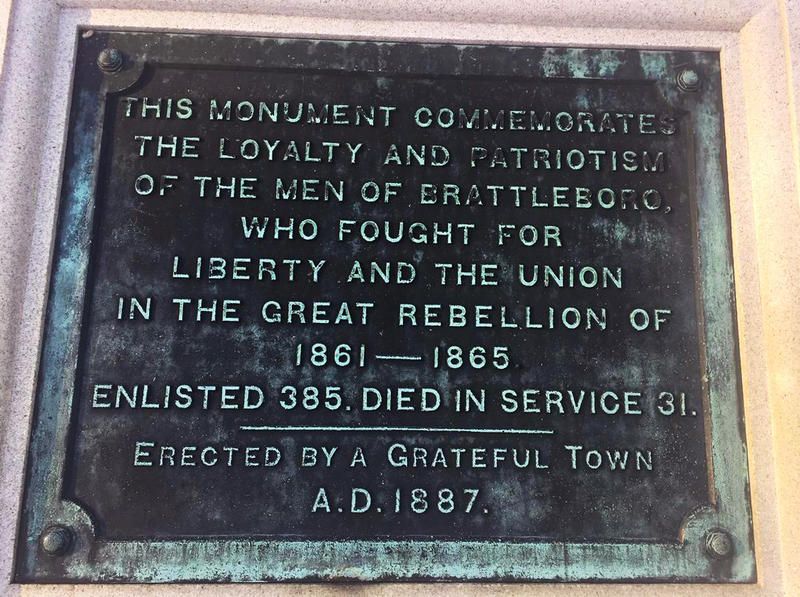 THIS MONUMENT COMMEMORATES
THE LOYALTY AND PATRIOTISM
OF THE MEN OF BRATTLEBORO,
WHO FOUGHT FOR
LIBERTY AND THE UNION
IN THE GREAT REBELLION OF
1861—1865.
ENLISTED 385. DIED IN SERVICE 31.
ERECTED BY A GRATEFUL TOWN
A.D. 1887.